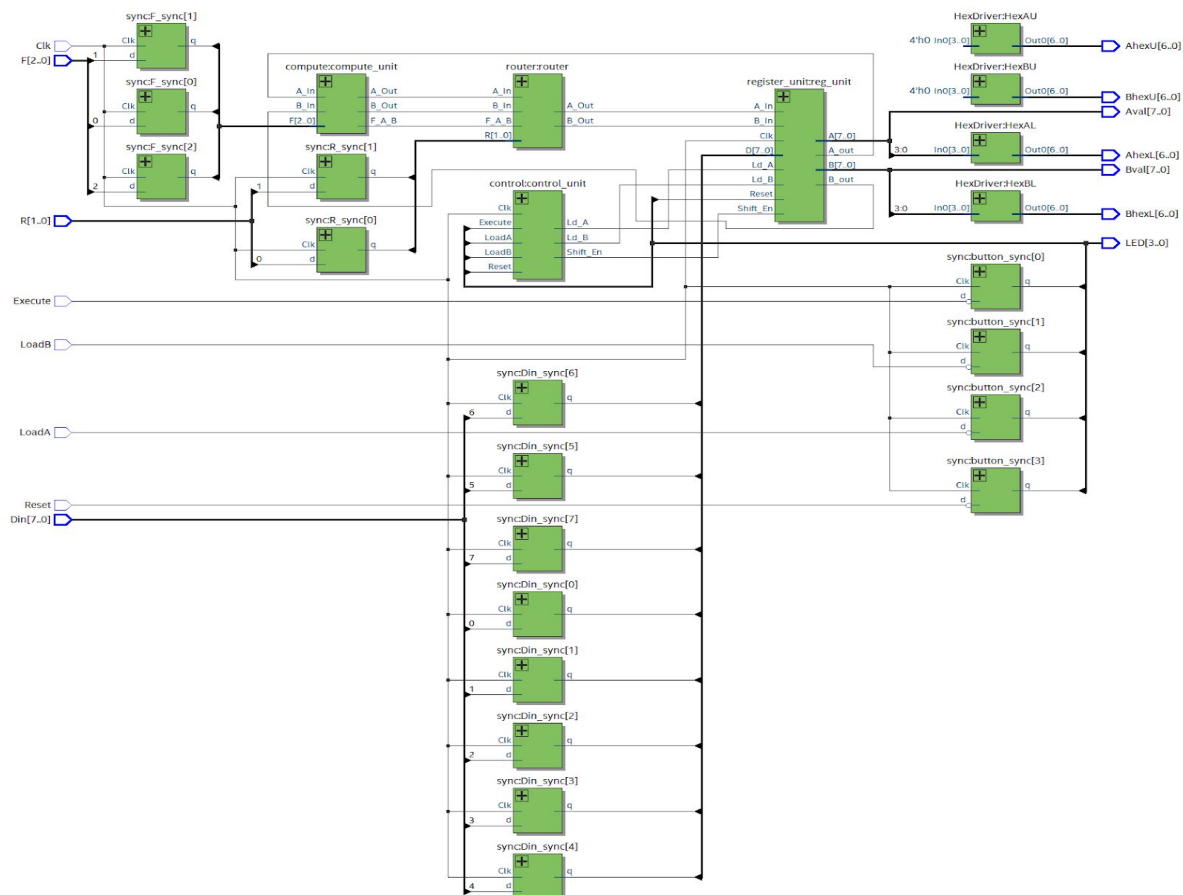 sync:F_sync[1]
Clk
d
q
Clk
F[2..0]
1
sync:F_sync[0]
Clk
d
q
0
sync:F_sync[2]
Clk
d
q
2
compute:compute_unit
A_In
B_In
F[2..0]
A_Out
B_Out
F_A_B
router:router
A_In
B_In
F_A_B
R[1..0]
A_Out
B_Out
register_unit:reg_unit
A_In
B_In
Clk
D[7..0]
Ld_A
Ld_B
Reset
Shift_En
A[7..0]
A_out
B[7..0]
B_out
HexDriver:HexAU
4'h0
In0[3..0]
Out0[6..0]
AhexU[6..0]
HexDriver:HexBU
4'h0
In0[3..0]
Out0[6..0]
BhexU[6..0]
Aval[7..0]
HexDriver:HexAL
3:0
In0[3..0]
Out0[6..0]
AhexL[6..0]
Bval[7..0]
HexDriver:HexBL
3:0
In0[3..0]
Out0[6..0]
BhexL[6..0]
LED[3..0]
sync:R_sync[1]
Clk
d
q
1
R[1..0]
sync:R_sync[0]
Clk
d
q
0
control:control_unit
Clk
Execute
LoadA
LoadB
Reset
Ld_A
Ld_B
Shift_En
sync:button_sync[0]
Clk
d
q
Execute
sync:button_sync[1]
Clk
d
q
LoadB
sync:button_sync[2]
Clk
d
q
LoadA
sync:button_sync[3]
Clk
d
q
Reset
Din[7..0]
sync:Din_sync[6]
Clk
d
q
6
sync:Din_sync[5]
Clk
d
q
5
sync:Din_sync[7]
Clk
d
q
7
sync:Din_sync[0]
Clk
d
q
0
sync:Din_sync[1]
Clk
d
q
1
sync:Din_sync[2]
Clk
d
q
2
sync:Din_sync[3]
Clk
d
q
3
sync:Din_sync[4]
Clk
d
q
4